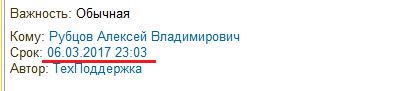 Важность: Обычная
Кому: Рубцов Алексей Владимирович
Срок: 06.03.2017 23:03
Автор: ТехПоддержка